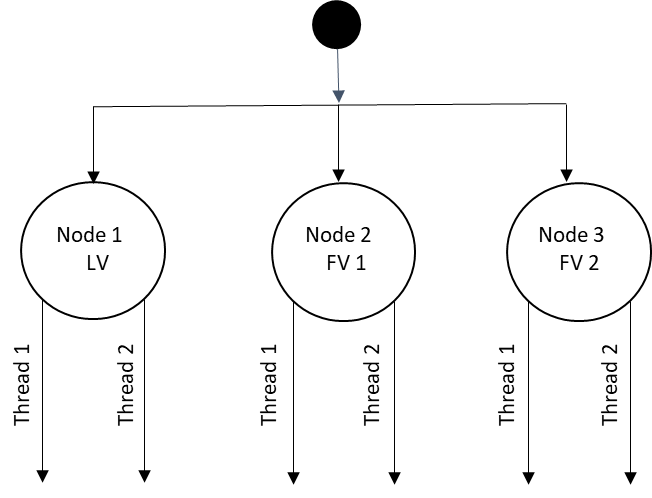 Node 1
LV
Node 2
FV 1
Node 3
FV 2
Thread 1
Thread 2
Thread 1
Thread 2
Thread 1
Thread 2